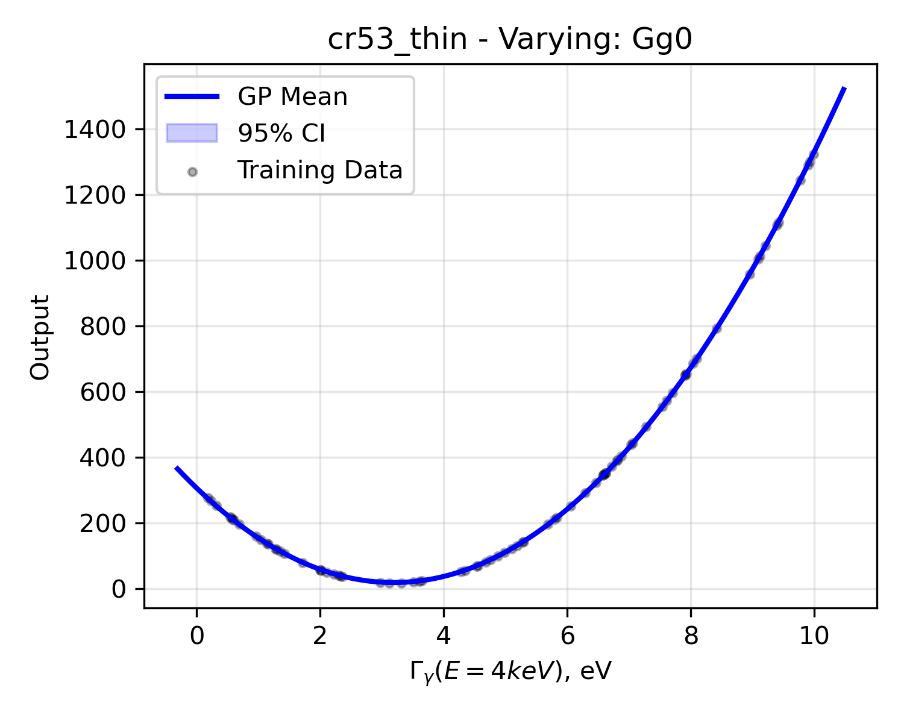 cr53_thin - Varying: Gg0
GP Mean
95% CI
Training Data
1400
1200
1000
800
600
400
200
0
Output
0 2 4 6 8 10
Γγ(E = 4keV), eV